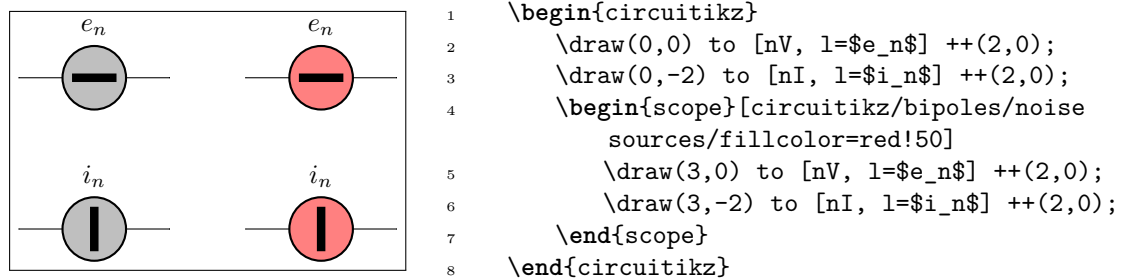 e_n e_n
i_n i_n
1 \begin{circuitikz}
2 \draw(0,0) to [nV, l=$e_n$] ++(2,0);
3 \draw(0,-2) to [nI, l=$i_n$] ++(2,0);
4 \begin{scope}[circuitikz/bipoles/noise
sources/fillcolor=red!50]
5 \draw(3,0) to [nV, l=$e_n$] ++(2,0);
6 \draw(3,-2) to [nI, l=$i_n$] ++(2,0);
7 \end{scope}
8 \end{circuitikz}